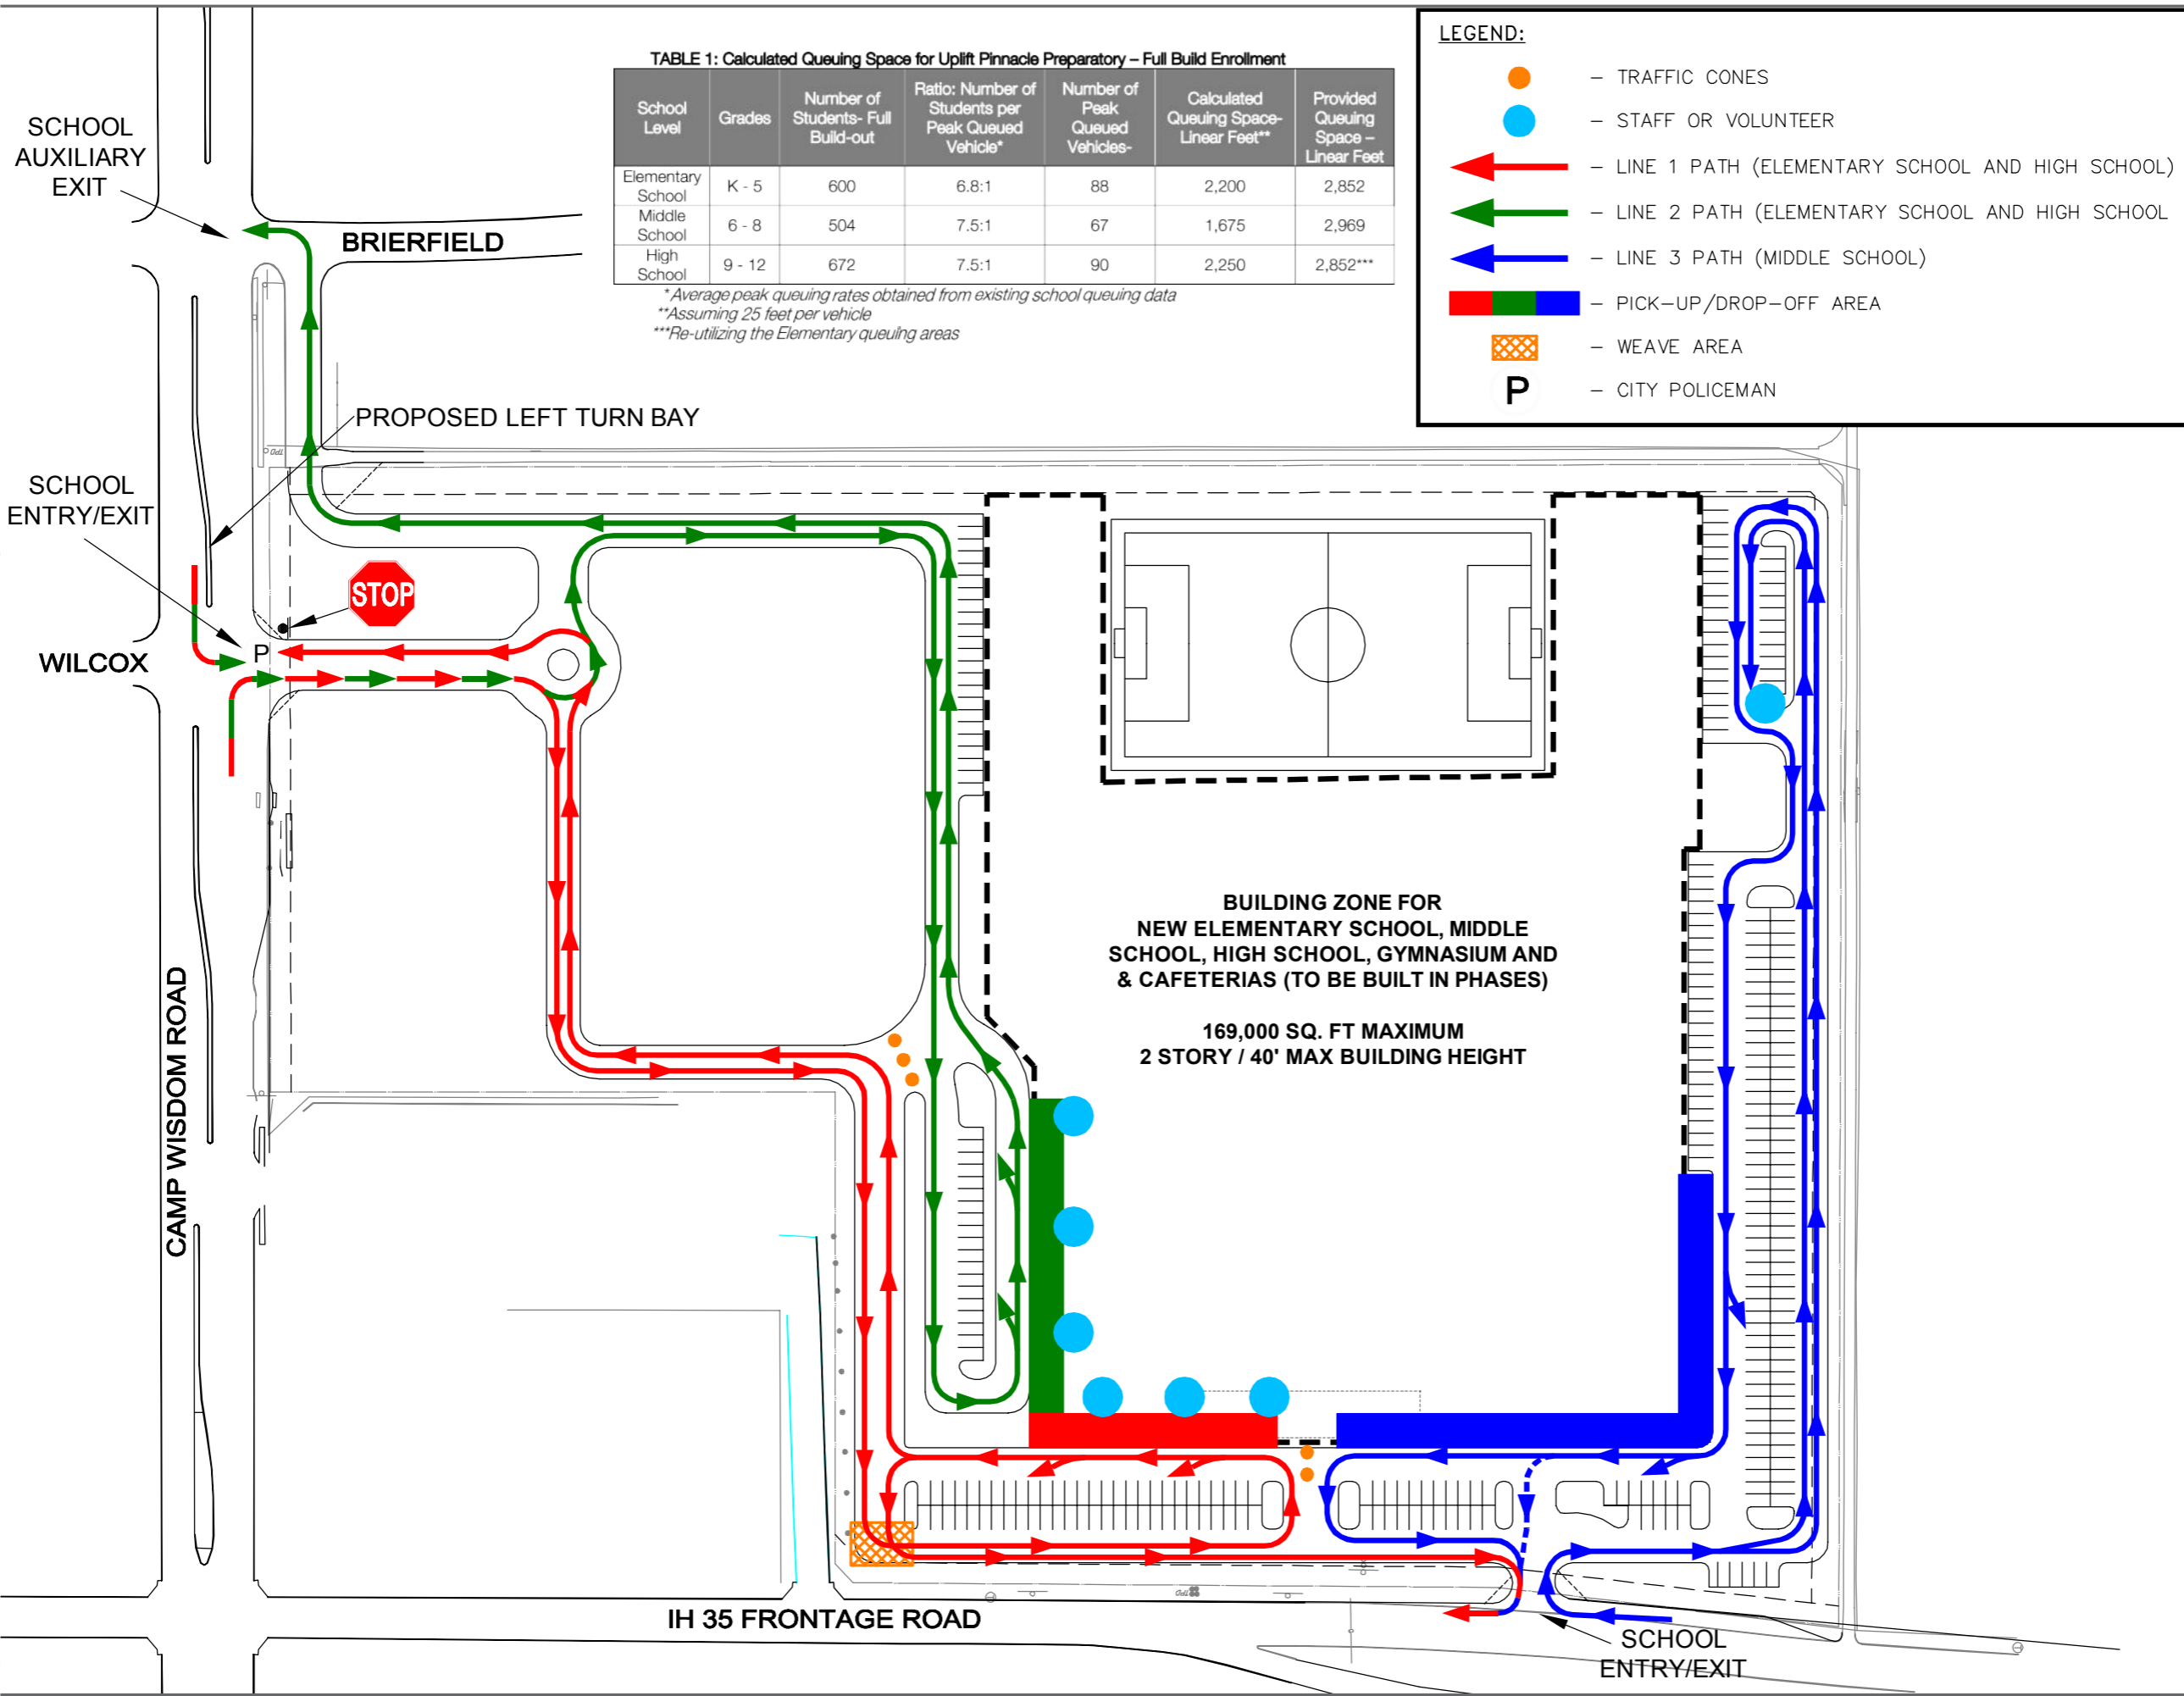 TABLE 1: Calculated Queuing Space for Uplift Pinnacle Preparatory – Full Build Enrollment
School Level
Grades
Number of Students- Full Build-out
Ratio: Number of Students per Peak Queued Vehicle*
Number of Peak Queued Vehicles-
Calculated Queuing Space- Linear Feet**
Provided Queuing Space – Linear Feet
Elementary School K - 5 600 6.8:1 88 2,200 2,852
Middle School 6 - 8 504 7.5:1 67 1,675 2,969
High School 9 - 12 672 7.5:1 90 2,250 2,852***
*Average peak queuing rates obtained from existing school queuing data
**Assuming 25 feet per vehicle
***Re-utilizing the Elementary queuing areas
LEGEND:
– TRAFFIC CONES
– STAFF OR VOLUNTEER
– LINE 1 PATH (ELEMENTARY SCHOOL AND HIGH SCHOOL)
– LINE 2 PATH (ELEMENTARY SCHOOL AND HIGH SCHOOL
– LINE 3 PATH (MIDDLE SCHOOL)
– PICK-UP/DROP-OFF AREA
– WEAVE AREA
P – CITY POLICEMAN
SCHOOL
AUXILIARY
EXIT
BRIERFIELD
PROPOSED LEFT TURN BAY
SCHOOL
ENTRY/EXIT
STOP
P
WILCOX
CAMP WISDOM ROAD
BUILDING ZONE FOR
NEW ELEMENTARY SCHOOL, MIDDLE
SCHOOL, HIGH SCHOOL, GYMNASIUM AND
& CAFETERIAS (TO BE BUILT IN PHASES)
169,000 SQ. FT MAXIMUM
2 STORY / 40' MAX BUILDING HEIGHT
IH 35 FRONTAGE ROAD
SCHOOL
ENTRY/EXIT